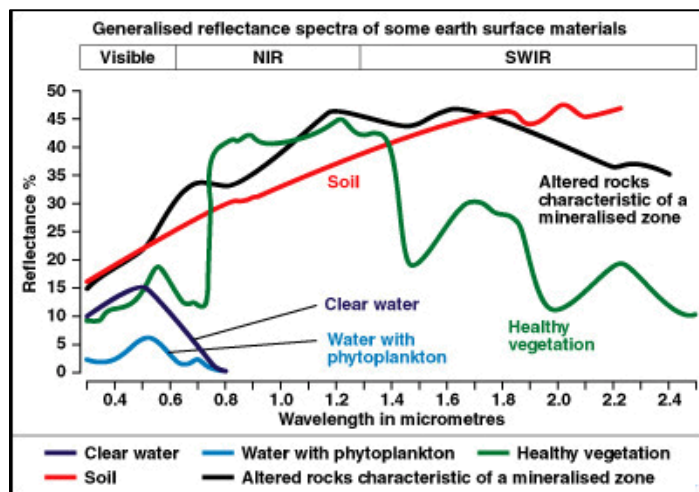 Generalised reflectance spectra of some earth surface materials
Visible NIR SWIR
50
45
40
35
30
25
20
15
10
5
0
Reflectance %
Soil
Altered rocks
characteristic of a
mineralised zone
Clear water
Water with
phytoplankton
Healthy
vegetation
0.4 0.6 0.8 1.0 1.2 1.4 1.6 1.8 2.0 2.2 2.4
Wavelength in micrometres
Clear water Water with phytoplankton Healthy vegetation
Soil Altered rocks characteristic of a mineralised zone